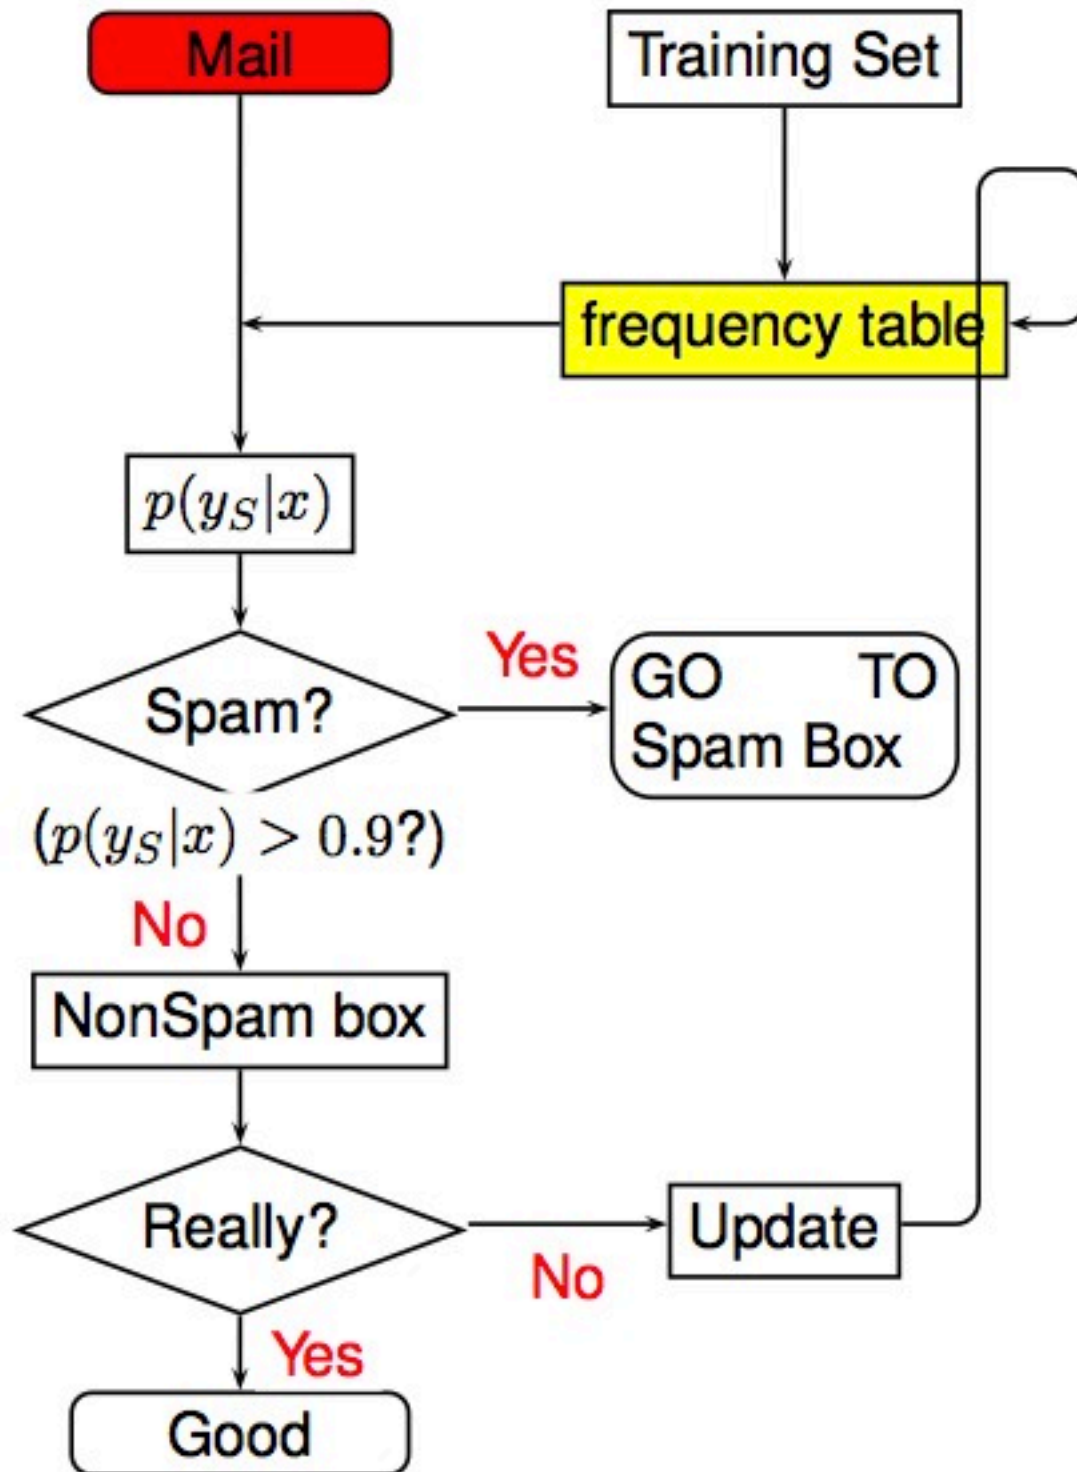 Mail
Training Set
frequency table
p(y_S|x)
Spam?
Yes
GO TO
Spam Box
(p(y_S|x) > 0.9?)
No
NonSpam box
Really?
No
Update
Yes
Good